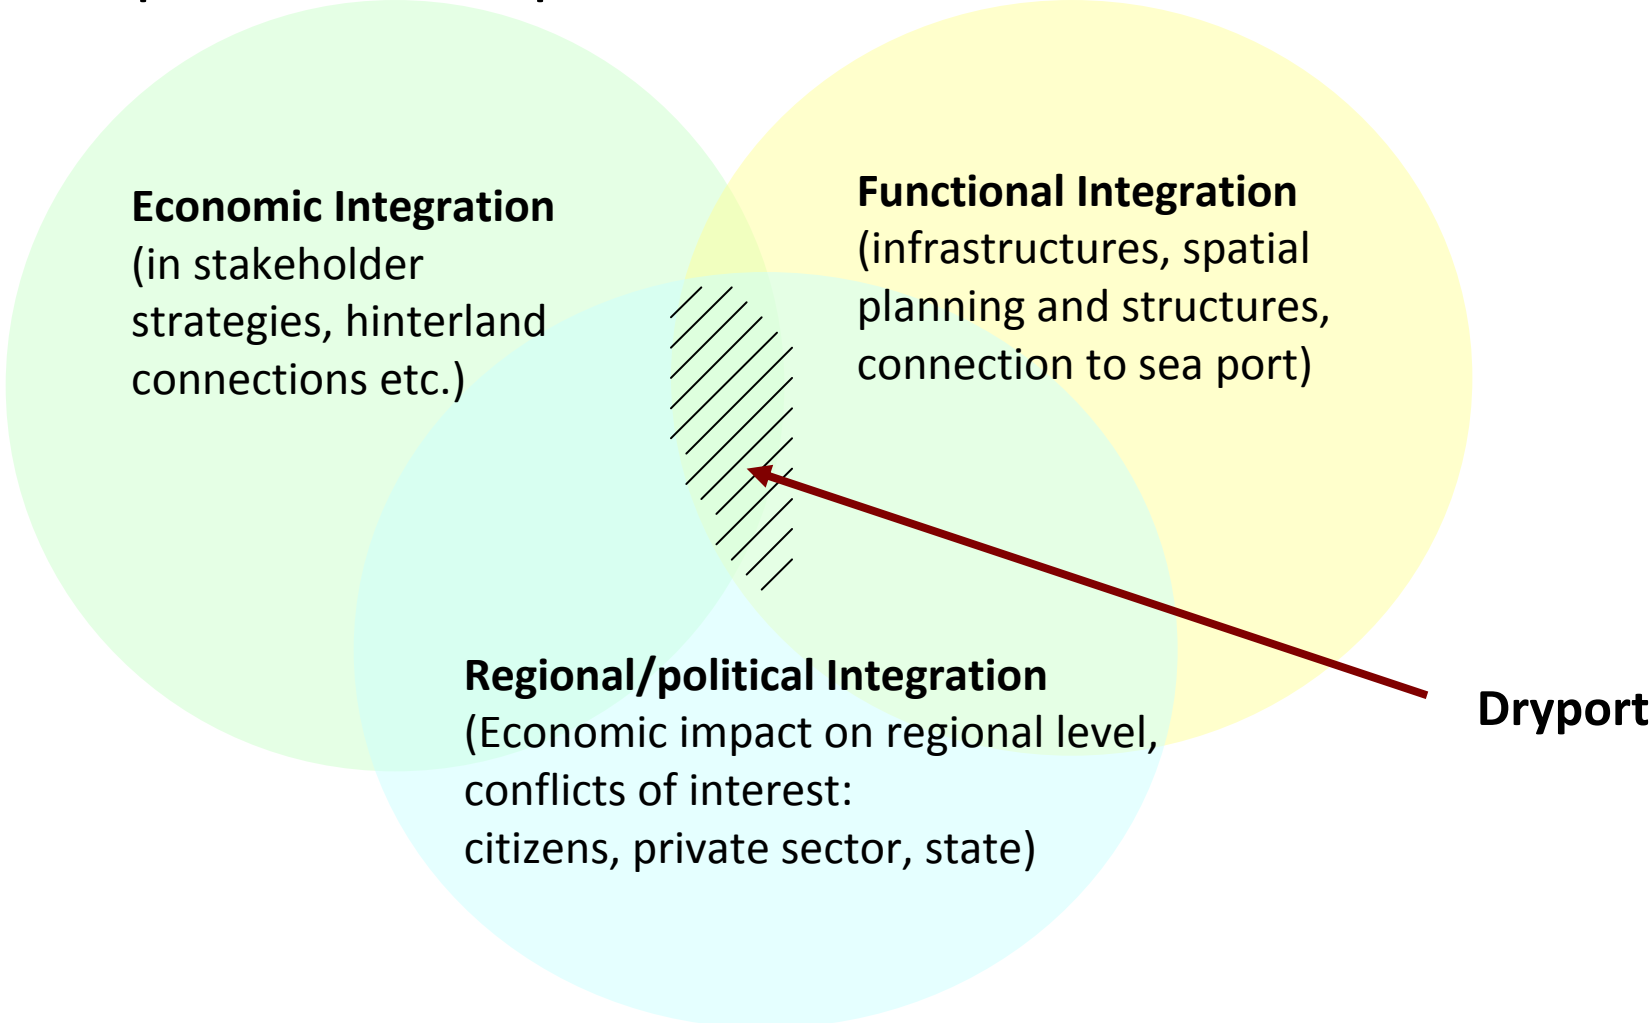 Economic Integration
(in stakeholder
strategies, hinterland
connections etc.)
Functional Integration
(infrastructures, spatial
planning and structures,
connection to sea port)
Regional/political Integration
(Economic impact on regional level,
conflicts of interest:
citizens, private sector, state)
Dryport